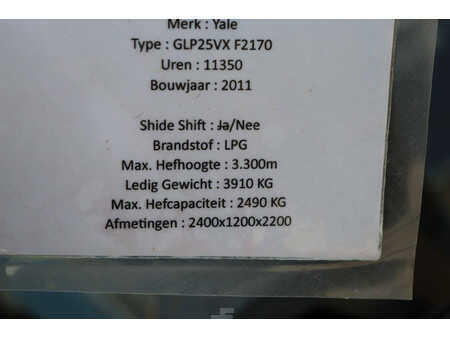 Merk : Yale
Type : GLP25VX F2170
Uren : 11350
Bouwjaar : 2011
Shide Shift : Ja/Nee
Brandstof : LPG
Max. Hefhoogte : 3.300m
Ledig Gewicht : 3910 KG
Max. Hefcapaciteit : 2490 KG
Afmetingen : 2400x1200x2200